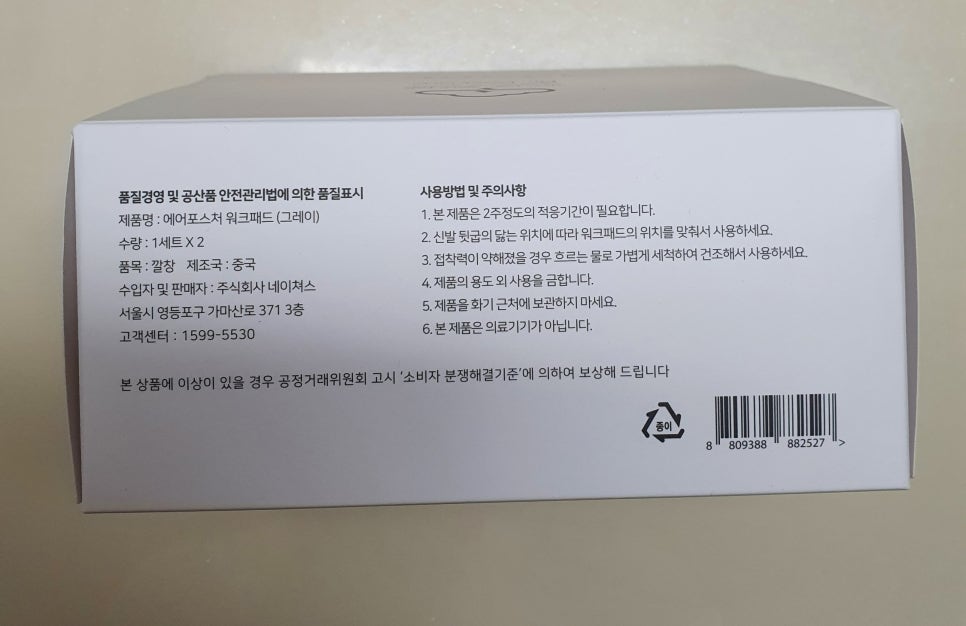 품질경영 및 공산품 안전관리법에 의한 품질표시
제품명 : 에어포스처 워크패드 (그레이)
수량 : 1세트 X 2
품목 : 깔창 제조국 : 중국
수입자 및 판매자 : 주식회사 네이쳐스
서울시 영등포구 가마산로 371 3층
고객센터 : 1599-5530
사용방법 및 주의사항
1. 본 제품은 2주정도의 적응기간이 필요합니다.
2. 신발 뒷굽의 닳는 위치에 따라 워크패드의 위치를 맞춰서 사용하세요.
3. 접착력이 약해졌을 경우 흐르는 물로 가볍게 세척하여 건조해서 사용하세요.
4. 제품의 용도 외 사용을 금합니다.
5. 제품을 화기 근처에 보관하지 마세요.
6. 본 제품은 의료기기가 아닙니다.
본 상품에 이상이 있을 경우 공정거래위원회 고시 '소비자 분쟁해결기준'에 의하여 보상해 드립니다
종이
8 809388 882527 >